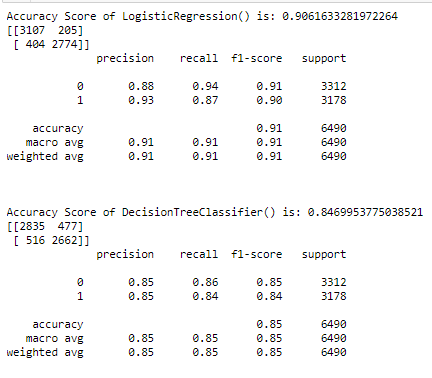 Accuracy Score of LogisticRegression() is: 0.9061633281972264
[[3107  205]
 [ 404 2774]]
              precision    recall  f1-score   support

           0       0.88      0.94      0.91      3312
           1       0.93      0.87      0.90      3178

    accuracy                           0.91      6490
   macro avg       0.91      0.91      0.91      6490
weighted avg       0.91      0.91      0.91      6490

Accuracy Score of DecisionTreeClassifier() is: 0.8469953775038521
[[2835  477]
 [ 516 2662]]
              precision    recall  f1-score   support

           0       0.85      0.86      0.85      3312
           1       0.85      0.84      0.84      3178

    accuracy                           0.85      6490
   macro avg       0.85      0.85      0.85      6490
weighted avg       0.85      0.85      0.85      6490